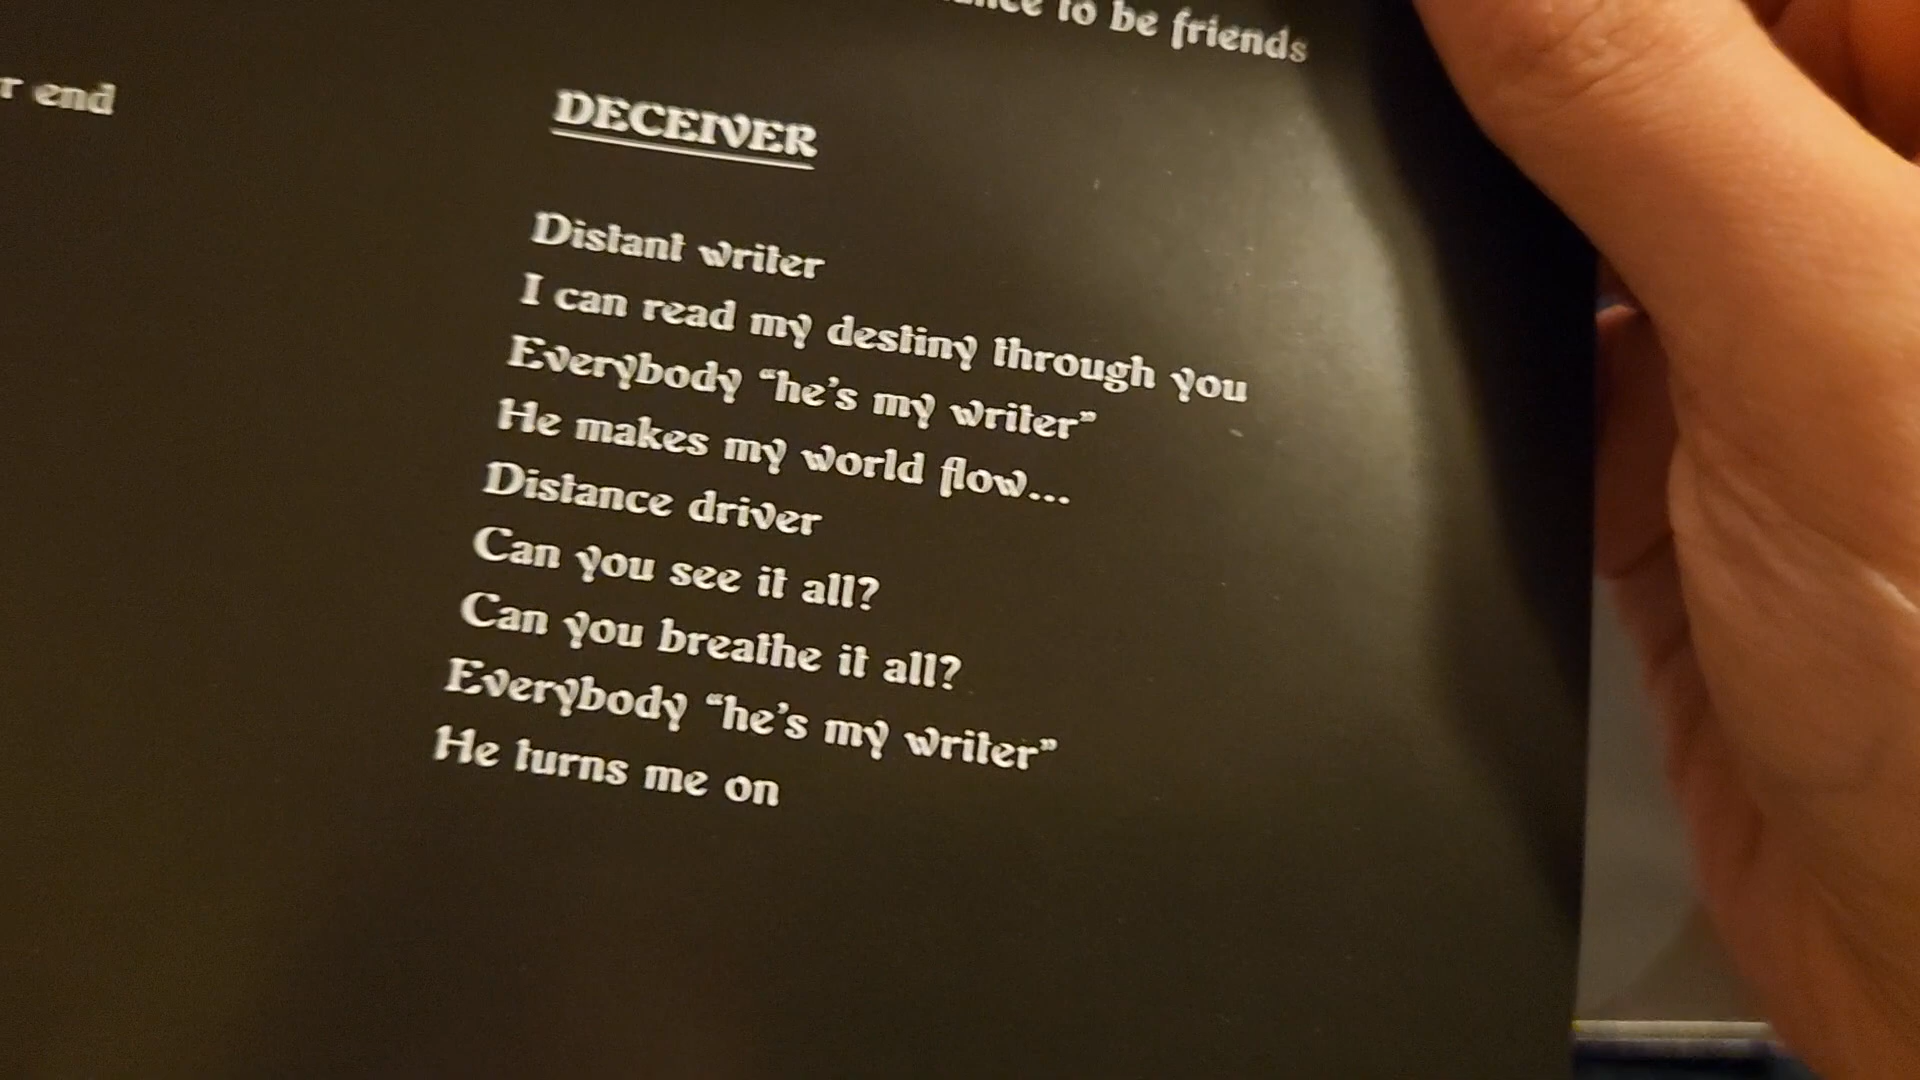 to be friends
end
DECEIVER
Distant writer
I can read my destiny through you
Everybody “he’s my writer”
He makes my world flow...
Distance driver
Can you see it all?
Can you breathe it all?
Everybody “he’s my writer”
He turns me on